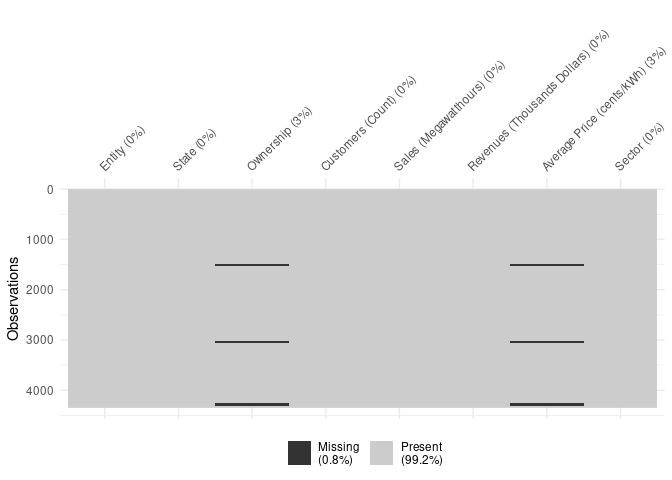 Entity (0%)
State (0%)
Ownership (3%)
Customers (Count) (0%)
Sales (Megawatthours) (0%)
Revenues (Thousands Dollars) (0%)
Average Price (cents/kWh) (3%)
Sector (0%)
0
1000
2000
3000
4000
Observations
Missing
(0.8%)
Present
(99.2%)